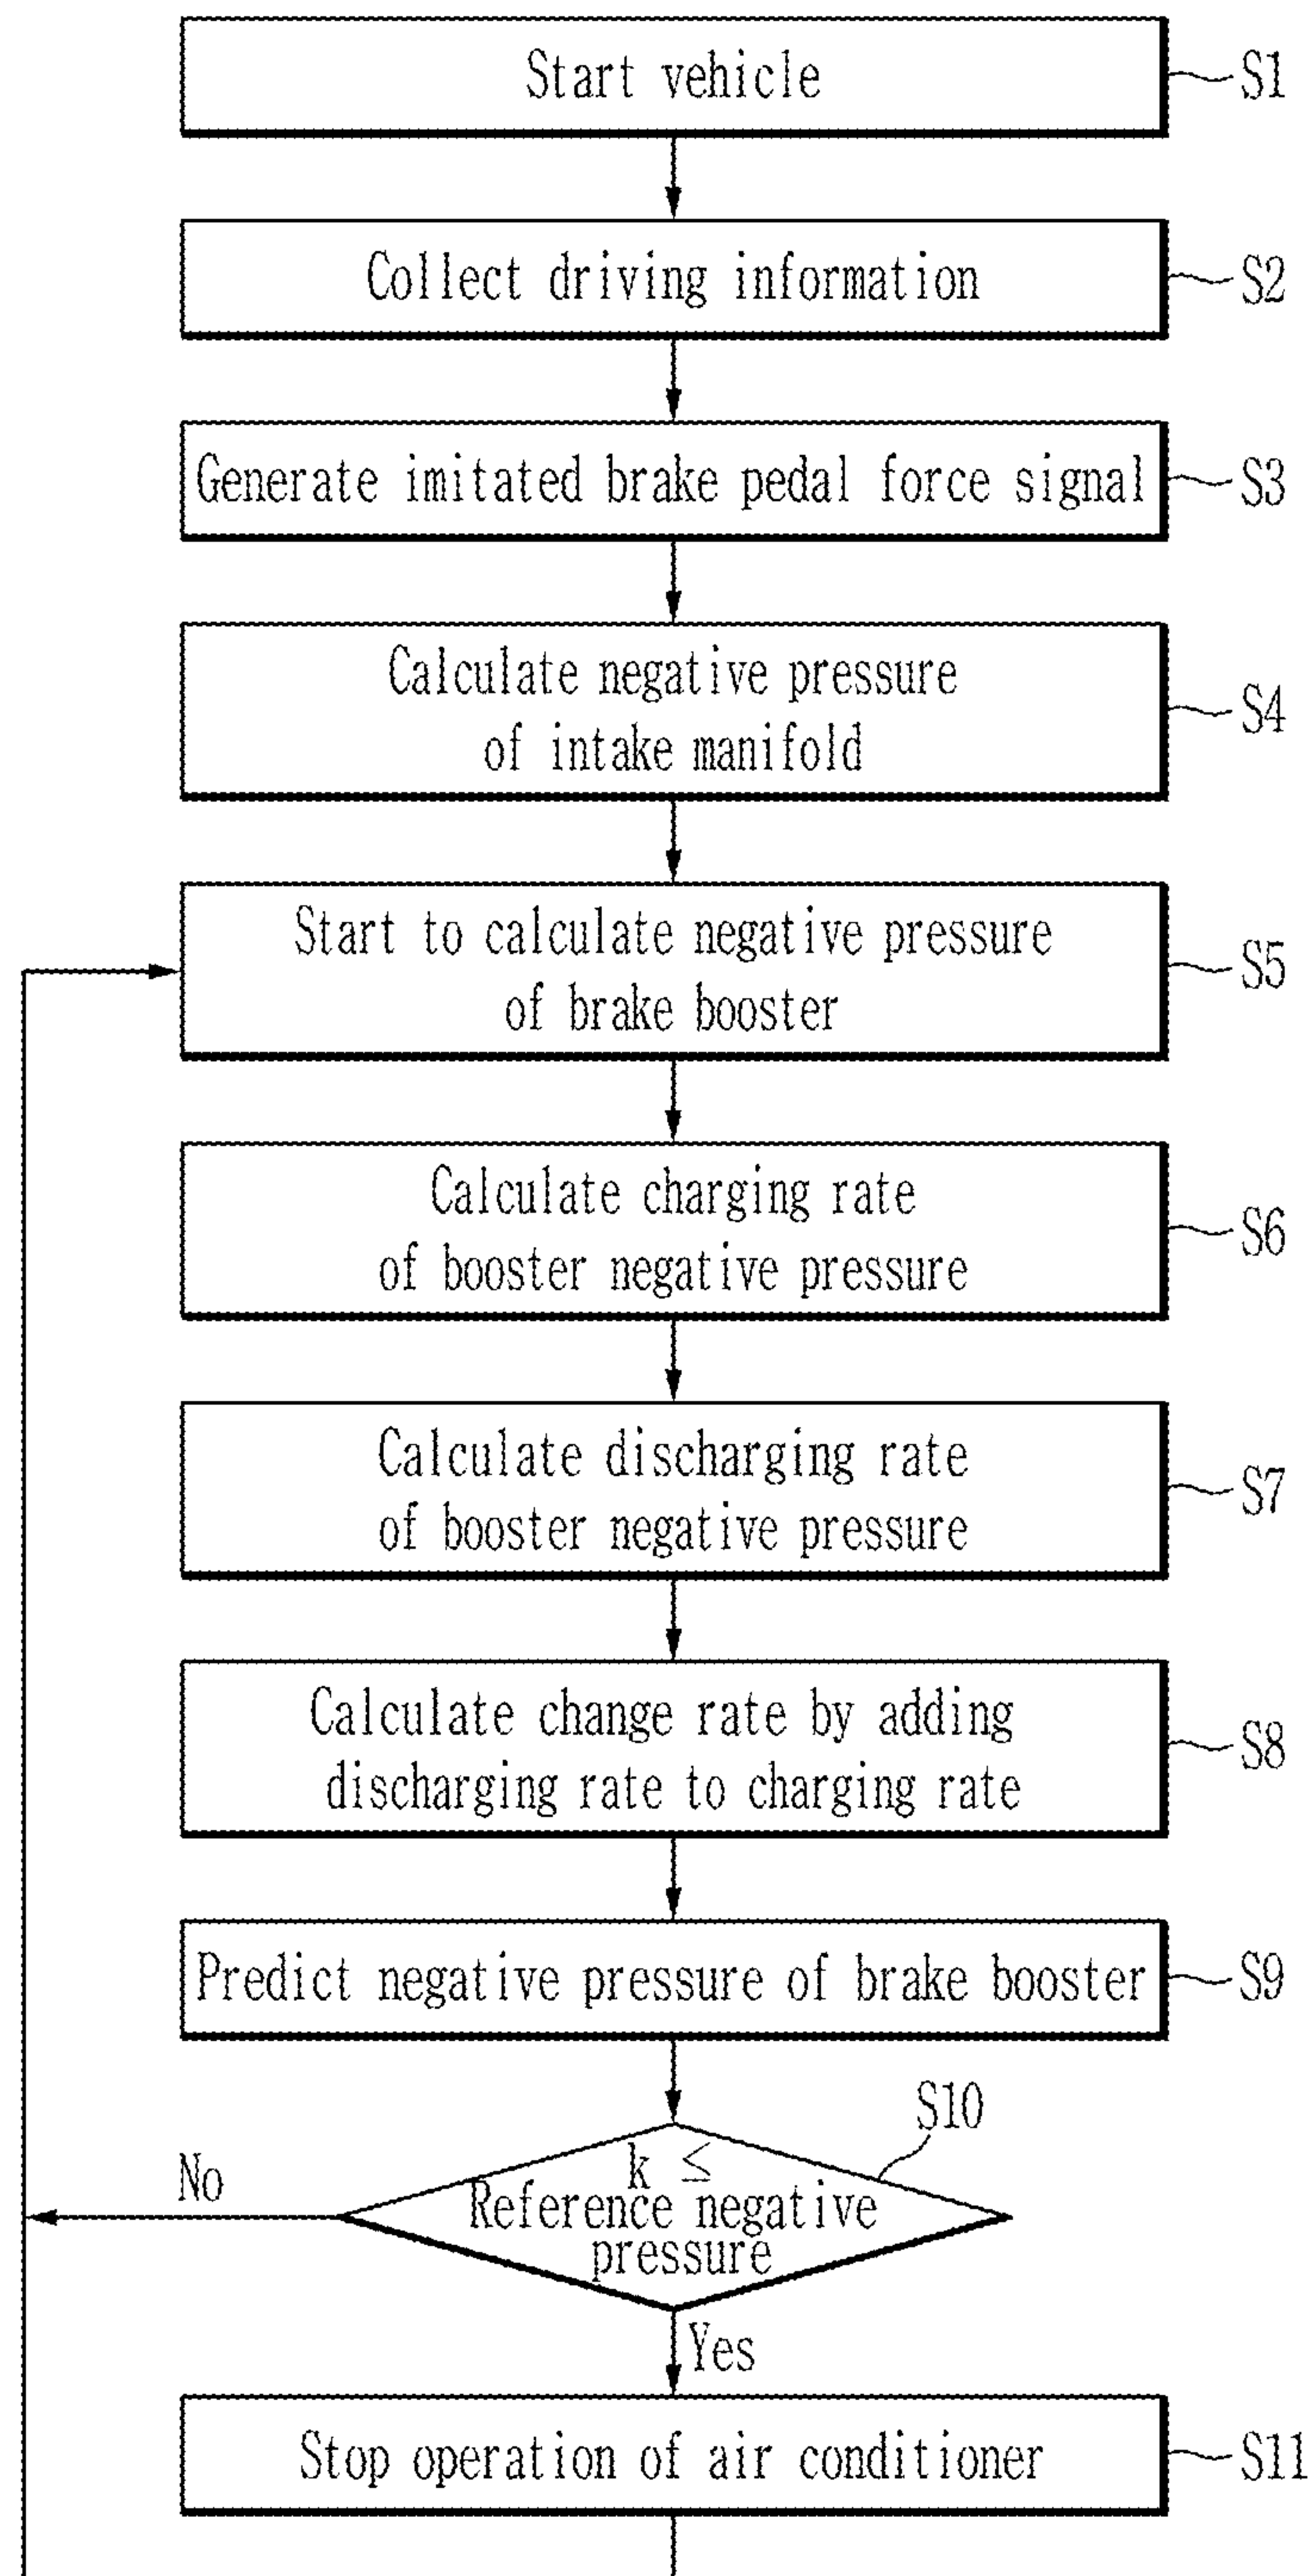 Start vehicle
S1
Collect driving information
S2
Generate imitated brake pedal force signal
S3
Calculate negative pressure
of intake manifold
S4
Start to calculate negative pressure
of brake booster
S5
Calculate charging rate
of booster negative pressure
S6
Calculate discharging rate
of booster negative pressure
S7
Calculate change rate by adding
discharging rate to charging rate
S8
Predict negative pressure of brake booster
S9
S10
k ≤
Reference negative
pressure
No
Yes
Stop operation of air conditioner
S11